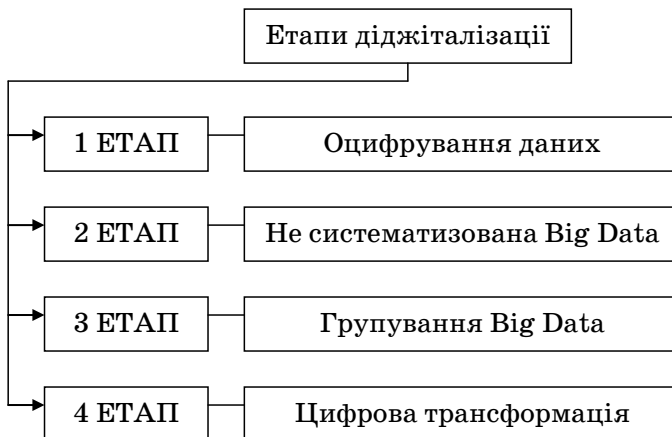 Етапи діджіталізації
1 ЕТАП Оцифрування даних
2 ЕТАП Не систематизована Big Data
3 ЕТАП Групування Big Data
4 ЕТАП Цифрова трансформація